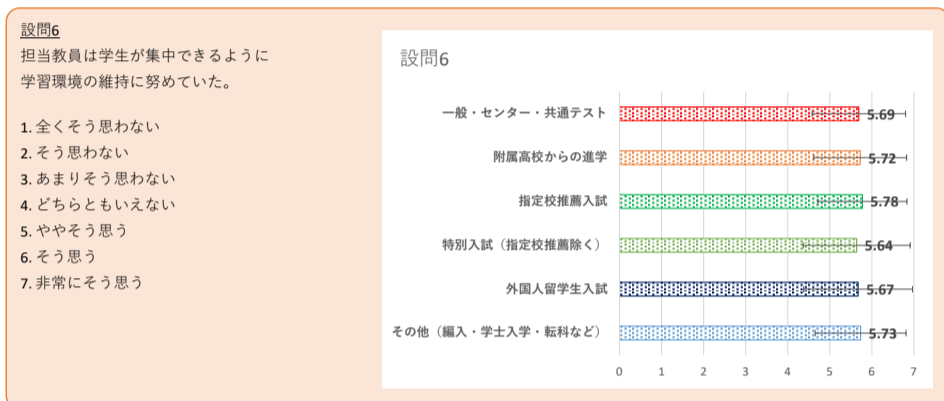 設問6
担当教員は学生が集中できるように
学習環境の維持に努めていた。
1. 全くそう思わない
2. そう思わない
3. あまりそう思わない
4. どちらともいえない
5. ややそう思う
6. そう思う
7. 非常にそう思う
設問6
一般・センター・共通テスト 5.69
附属高校からの進学 5.72
指定校推薦入試 5.78
特別入試（指定校推薦除く） 5.64
外国人留学生入試 5.67
その他（編入・学士入学・転科など） 5.73
0 1 2 3 4 5 6 7